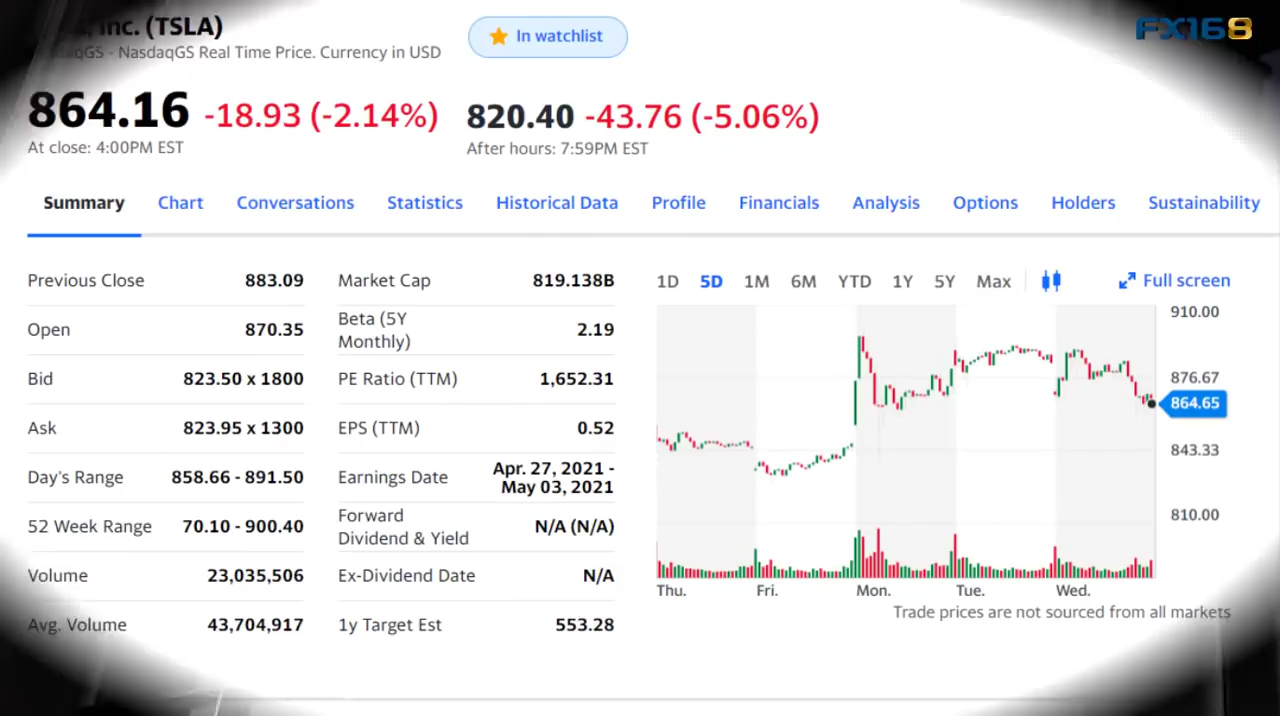 Inc. (TSLA)
In watchlist
FX168
NasdaqGS - NasdaqGS Real Time Price. Currency in USD
864.16 -18.93 (-2.14%)
820.40 -43.76 (-5.06%)
At close: 4:00PM EST
After hours: 7:59PM EST
Summary Chart Conversations Statistics Historical Data Profile Financials Analysis Options Holders Sustainability
Previous Close 883.09
Open 870.35
Bid 823.50 x 1800
Ask 823.95 x 1300
Day's Range 858.66 - 891.50
52 Week Range 70.10 - 900.40
Volume 23,035,506
Avg. Volume 43,704,917
Market Cap 819.138B
Beta (5Y
Monthly) 2.19
PE Ratio (TTM) 1,652.31
EPS (TTM) 0.52
Earnings Date Apr. 27, 2021 -
May 03, 2021
Forward
Dividend & Yield N/A (N/A)
Ex-Dividend Date N/A
1y Target Est 553.28
1D 5D 1M 6M YTD 1Y 5Y Max
Full screen
910.00
876.67
864.65
843.33
810.00
Thu. Fri. Mon. Tue. Wed.
Trade prices are not sourced from all markets